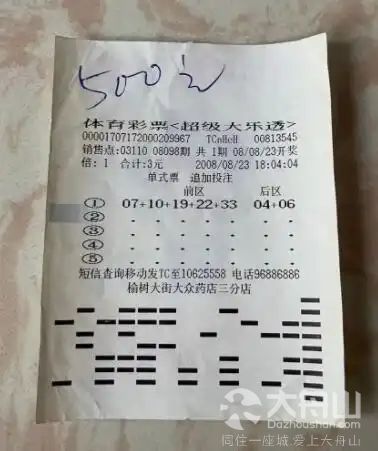 500元
体育彩票<超级大乐透>
00001707172000209967 TCnHeH 00813545
销售点:03110 08098期 共1期 08/08/23开奖
倍:1 合计:3元 2008/08/23 18:04:04
单式票 追加投注
前区 后区
① 07+10+19+22+33 04+06
②
③
④
⑤
短信查询移动发TC至10625558 电话96886886
榆树大街大众药店三分店
大舟山
Dazhoushan.com
同住一座城.爱上大舟山